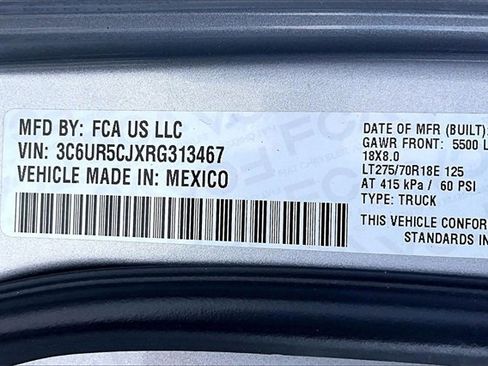 MFD BY: FCA US LLC
VIN: 3C6UR5CJXRG313467
VEHICLE MADE IN: MEXICO
DATE OF MFR (BUILT):
GAWR FRONT: 5500 L
18X8.0
LT275/70R18E 125
AT 415 kPa / 60 PSI
TYPE: TRUCK
THIS VEHICLE CONFOR
STANDARDS IN